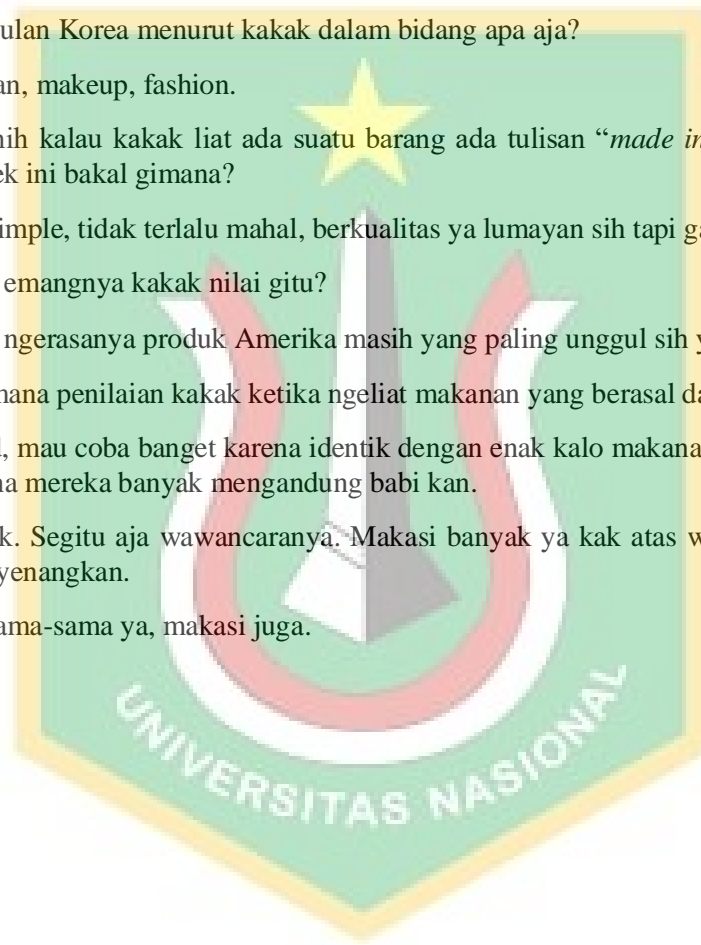 ulan Korea menurut kakak dalam bidang apa aja?
an, makeup, fashion.
nih kalau kakak liat ada suatu barang ada tulisan “made in
ek ini bakal gimana?
imple, tidak terlalu mahal, berkualitas ya lumayan sih tapi ga
emangnya kakak nilai gitu?
ngerasanya produk Amerika masih yang paling unggul sih y
mana penilaian kakak ketika ngeliat makanan yang berasal da
l, mau coba banget karena identik dengan enak kalo makana
na mereka banyak mengandung babi kan.
k. Segitu aja wawancaranya. Makasi banyak ya kak atas w
yenangkan.
ama-sama ya, makasi juga.
UNIVERSITAS NASIONAL